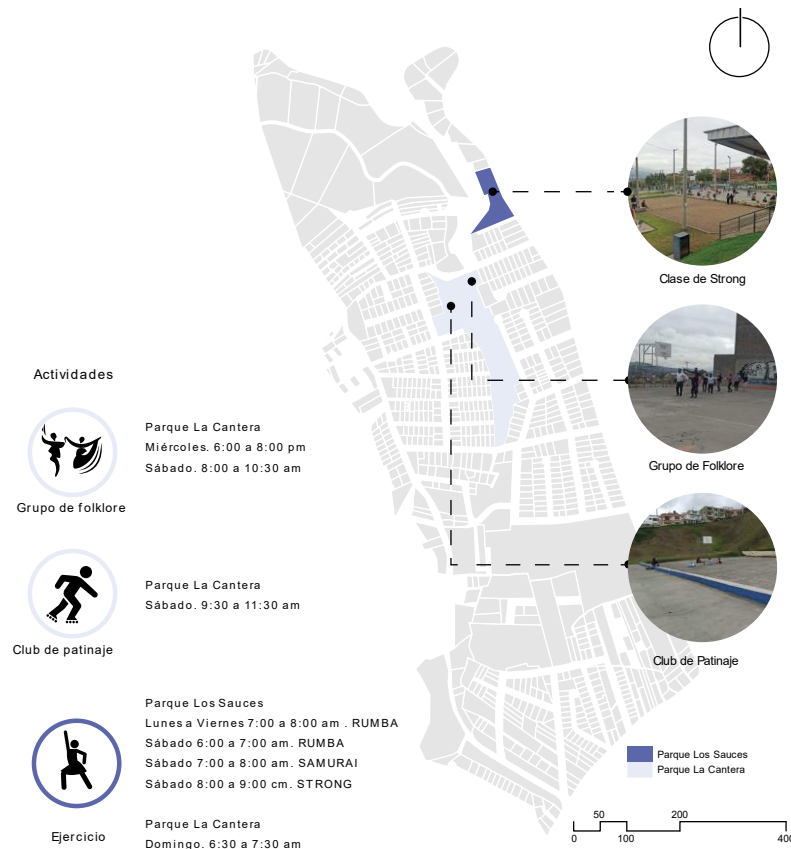 Clase de Strong
Actividades
Parque La Cantera
Miércoles. 6:00 a 8:00 pm
Sábado. 8:00 a 10:30 am
Grupo de folklore
Grupo de Folklore
Parque La Cantera
Sábado. 9:30 a 11:30 am
Club de patinaje
Club de Patinaje
Parque Los Sauces
Lunes a Viernes 7:00 a 8:00 am . RUMBA
Sábado 6:00 a 7:00 am. RUMBA
Sábado 7:00 a 8:00 am. SAMURAI
Sábado 8:00 a 9:00 cm. STRONG
Ejercicio
Parque La Cantera
Domingo. 6:30 a 7:30 am
Parque Los Sauces
Parque La Cantera
50 200
0 100 400